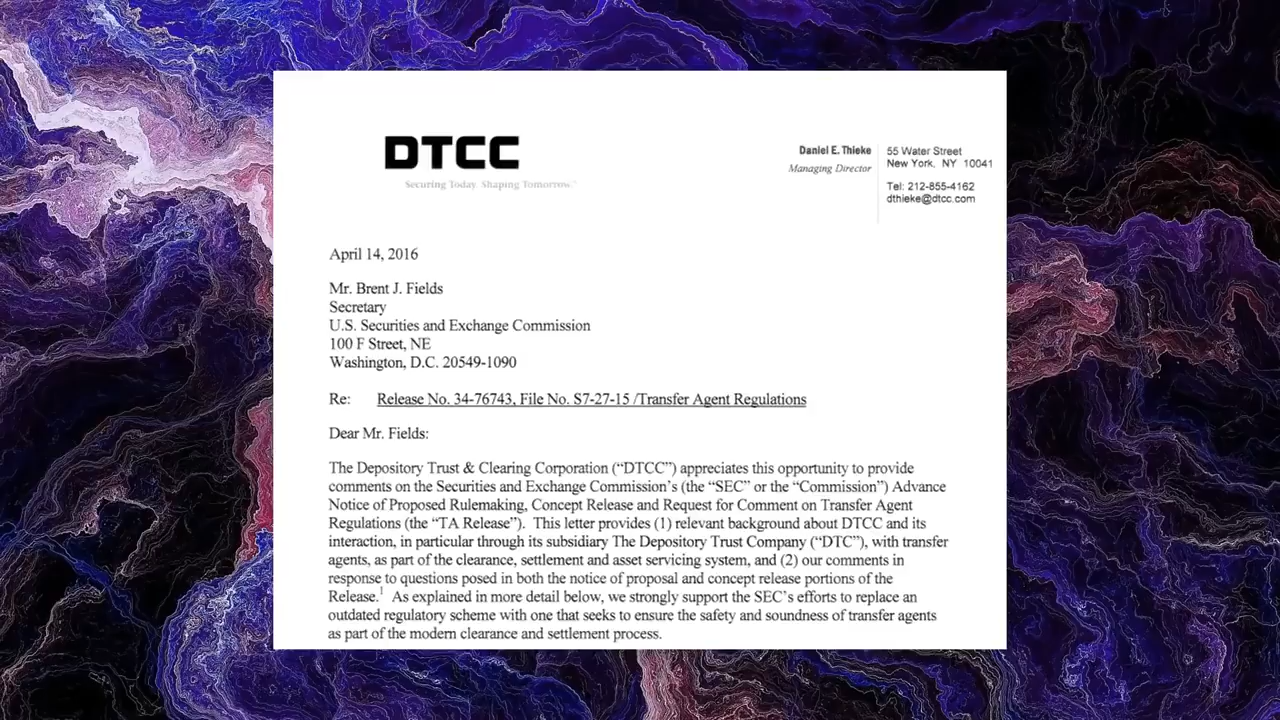 DTCC
Securing Today. Shaping Tomorrow.™
Daniel E. Thieke
Managing Director
55 Water Street
New York, NY 10041
Tel: 212-855-4162
dthieke@dtcc.com
April 14, 2016
Mr. Brent J. Fields
Secretary
U.S. Securities and Exchange Commission
100 F Street, NE
Washington, D.C. 20549-1090
Re: Release No. 34-76743, File No. S7-27-15 /Transfer Agent Regulations
Dear Mr. Fields:
The Depository Trust & Clearing Corporation (“DTCC”) appreciates this opportunity to provide
comments on the Securities and Exchange Commission’s (the “SEC” or the “Commission”) Advance
Notice of Proposed Rulemaking, Concept Release and Request for Comment on Transfer Agent
Regulations (the “TA Release”). This letter provides (1) relevant background about DTCC and its
interaction, in particular through its subsidiary The Depository Trust Company (“DTC”), with transfer
agents, as part of the clearance, settlement and asset servicing system, and (2) our comments in
response to questions posed in both the notice of proposal and concept release portions of the
Release.¹ As explained in more detail below, we strongly support the SEC’s efforts to replace an
outdated regulatory scheme with one that seeks to ensure the safety and soundness of transfer agents
as part of the modern clearance and settlement process.